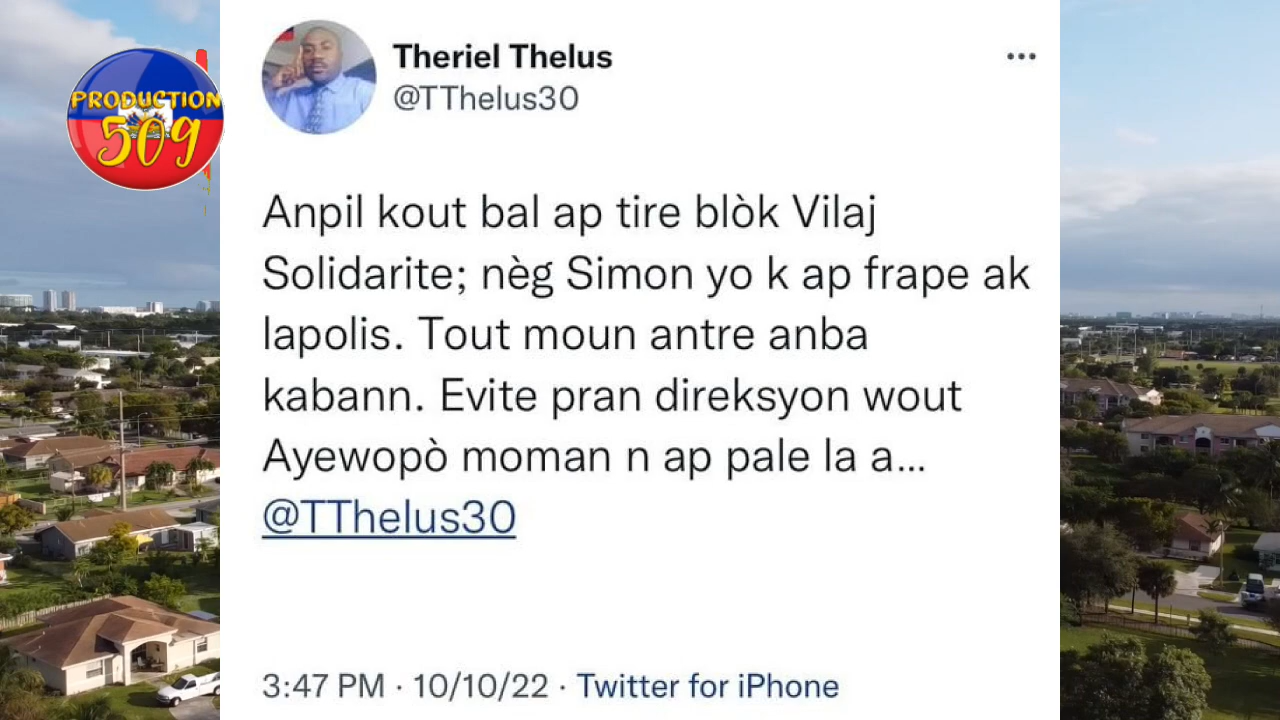 PRODUCTION
509
Theriel Thelus
@TThelus30
Anpil kout bal ap tire blòk Vilaj
Solidarite; nèg Simon yo k ap frape ak
lapolis. Tout moun antre anba
kabann. Evite pran direksyon wout
Ayewopò moman n ap pale la a...
@TThelus30
3:47 PM · 10/10/22 · Twitter for iPhone